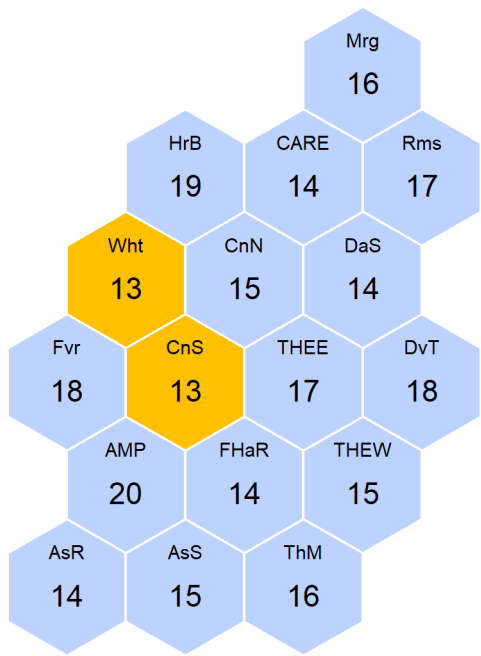 Mrg
16
HrB
CARE
Rms
19
14
17
Wht
CnN
DaS
13
15
14
Fvr
CnS
THEE
DvT
18
13
17
18
AMP
FHaR
THEW
20
14
15
AsR
AsS
ThM
14
15
16